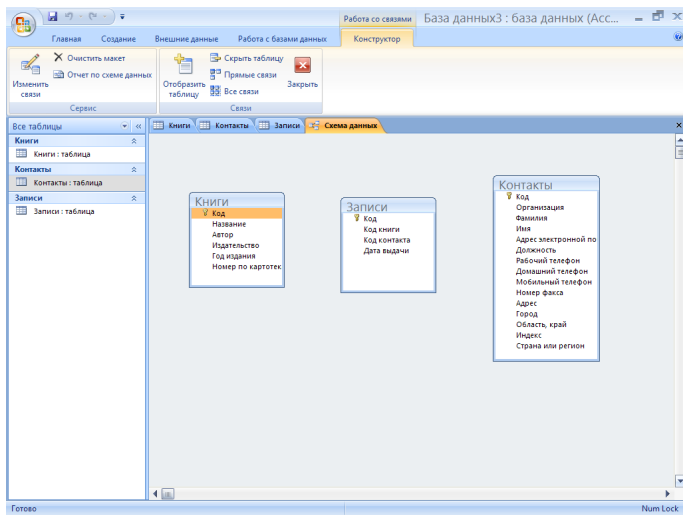 Работа со связями База данных3 : база данных (Acc...
Главная Создание Внешние данные Работа с базами данных Конструктор
Изменить связи
Очистить макет
Отчет по схеме данных
Сервис
Отобразить таблицу
Скрыть таблицу
Прямые связи
Все связи
Закрыть
Связи
Все таблицы
Книги
Книги : таблица
Контакты
Контакты : таблица
Записи
Записи : таблица
Книги Контакты Записи Схема данных
Книги
Код
Название
Автор
Издательство
Год издания
Номер по картотек
Записи
Код
Код книги
Код контакта
Дата выдачи
Контакты
Код
Организация
Фамилия
Имя
Адрес электронной по
Должность
Рабочий телефон
Домашний телефон
Мобильный телефон
Номер факса
Адрес
Город
Область, край
Индекс
Страна или регион
Готово
Num Lock